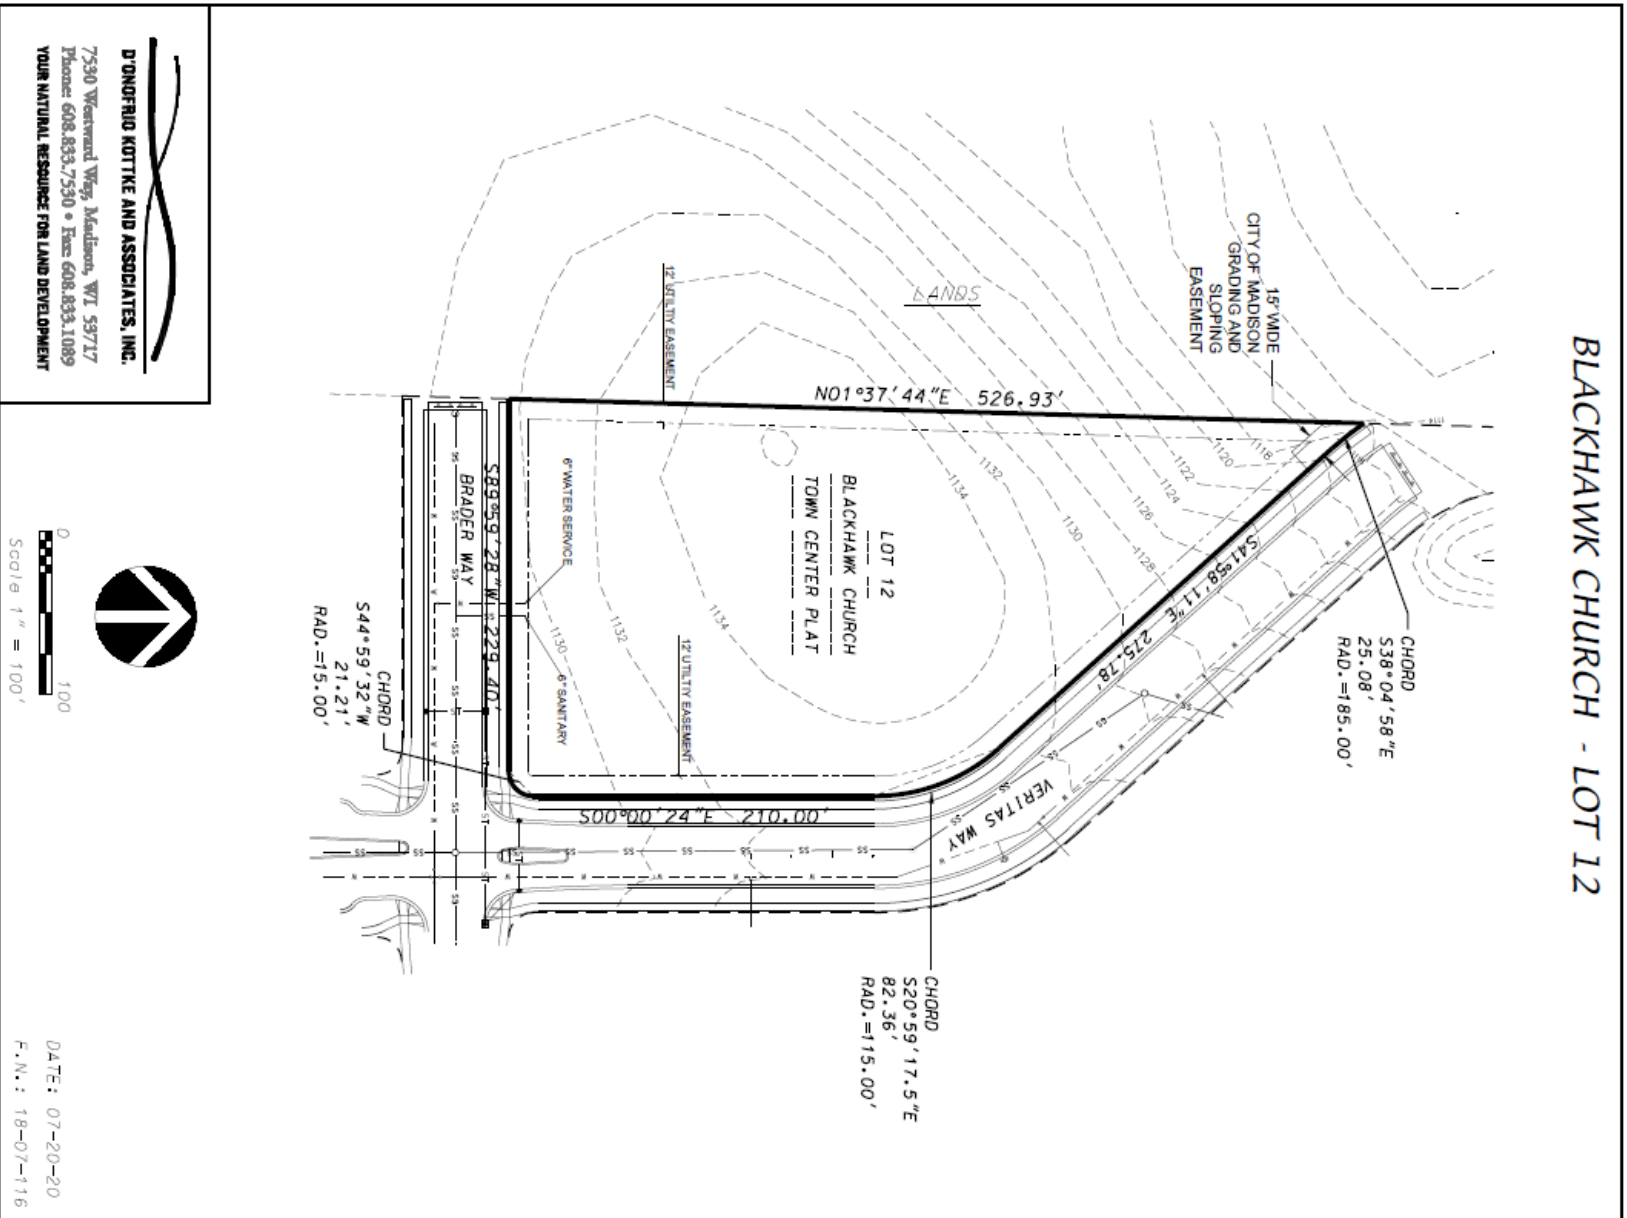 BLACKHAWK CHURCH - LOT 12
15' WIDE
CITY OF MADISON
GRADING AND
SLOPING
EASEMENT
LANDS
12' UTILTIY EASEMENT
N01°37'44"E 526.93'
1118
1120
1122
1124
1126
1128
1130
1132
1134
LOT 12
BLACKHAWK CHURCH
TOWN CENTER PLAT
6" WATER SERVICE
S89°59'28"W 229.40'
BRADER WAY
1134
1132
1130
6" SANITARY
12' UTILTIY EASEMENT
S41°58'11"E 275.78'
CHORD
S38°04'58"E
25.08'
RAD.=185.00'
CHORD
S44°59'32"W
21.21'
RAD.=15.00'
S00°00'24"E 210.00'
VERITAS WAY
CHORD
S20°59'17.5"E
82.36'
RAD.=115.00'
D'ONOFRIO KOTTKE AND ASSOCIATES, INC.
7530 Westward Way, Madison, WI 53717
Phone: 608.833.7530 • Fax: 608.833.1089
YOUR NATURAL RESOURCE FOR LAND DEVELOPMENT
0 100
Scale 1" = 100'
DATE: 07-20-20
F.N.: 18-07-116